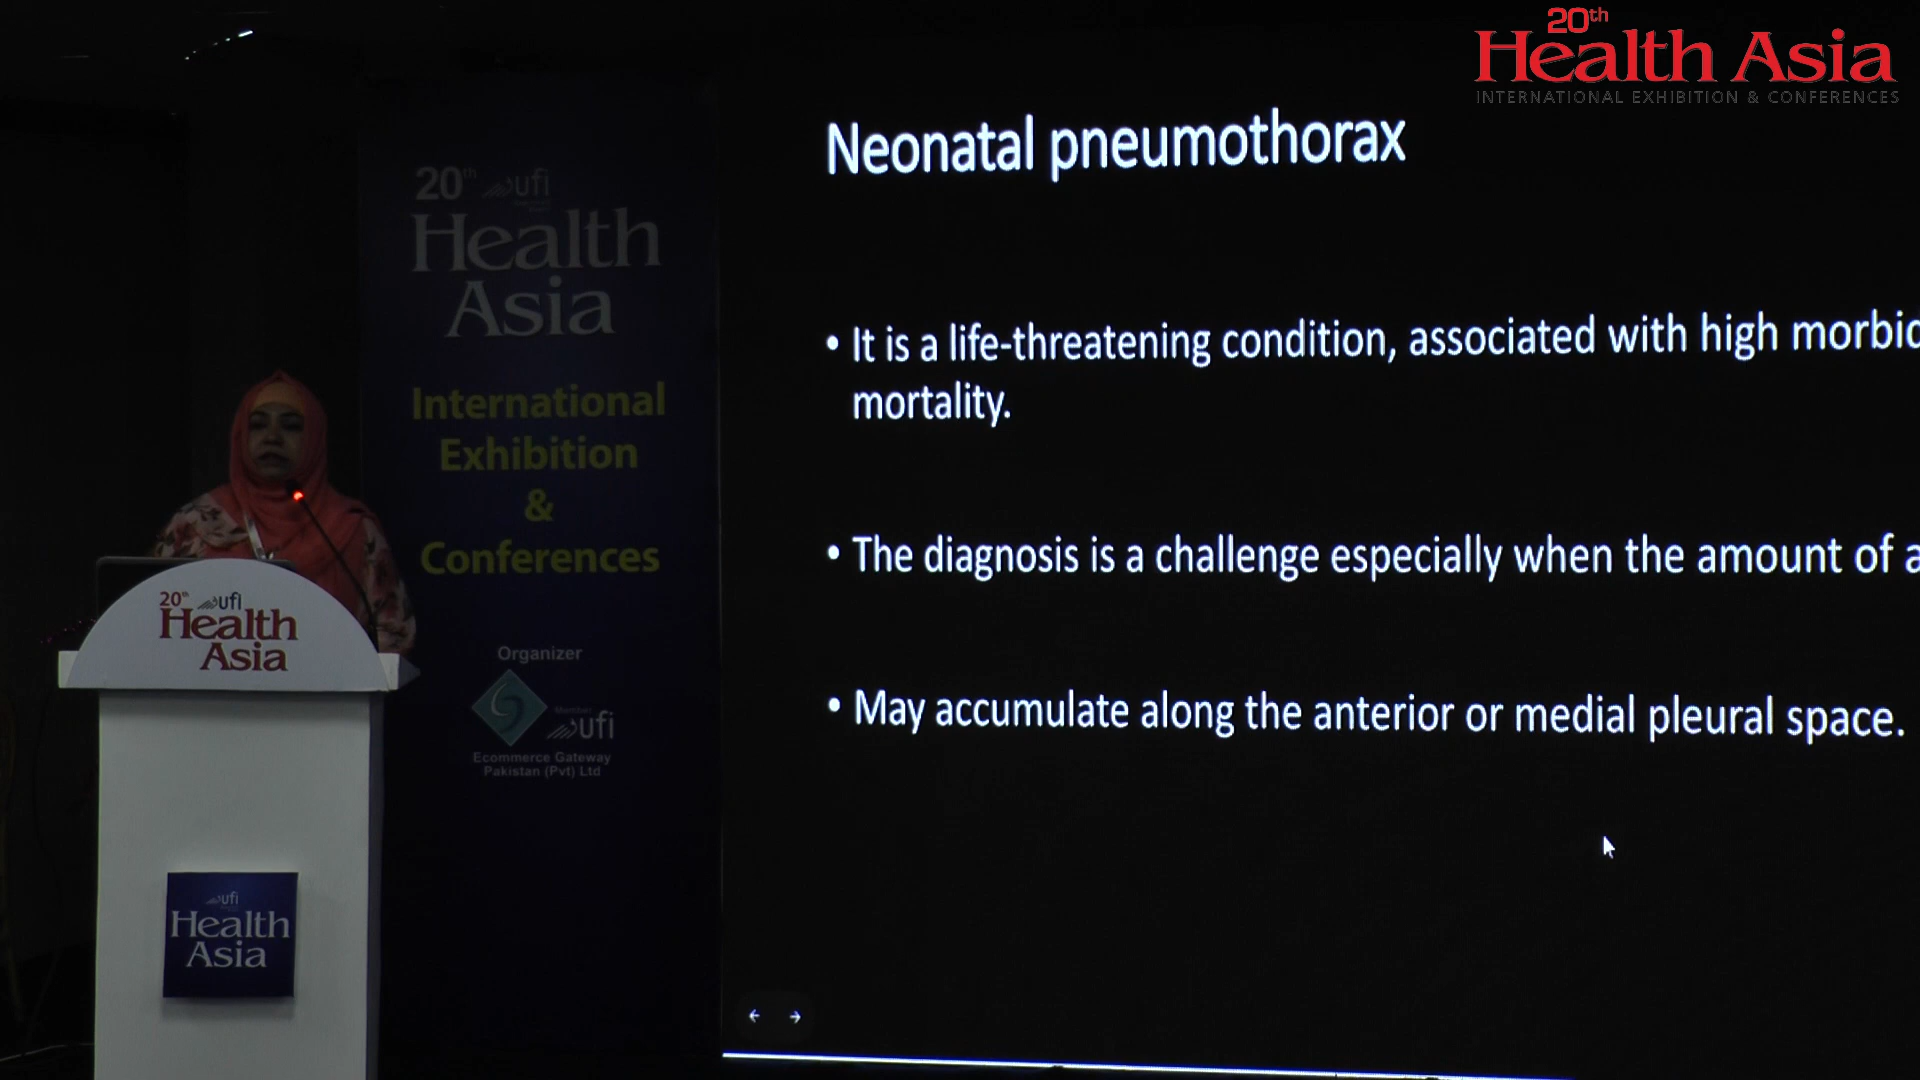 20th
Health Asia
INTERNATIONAL EXHIBITION & CONFERENCES
Neonatal pneumothorax
• It is a life-threatening condition, associated with high morbid
mortality.
• The diagnosis is a challenge especially when the amount of a
• May accumulate along the anterior or medial pleural space.
20th ufi
Health
Asia
International
Exhibition
&
Conferences
Organizer
Member
ufi
Ecommerce Gateway
Pakistan (Pvt) Ltd
20th ufi
Health
Asia
ufi
Health
Asia